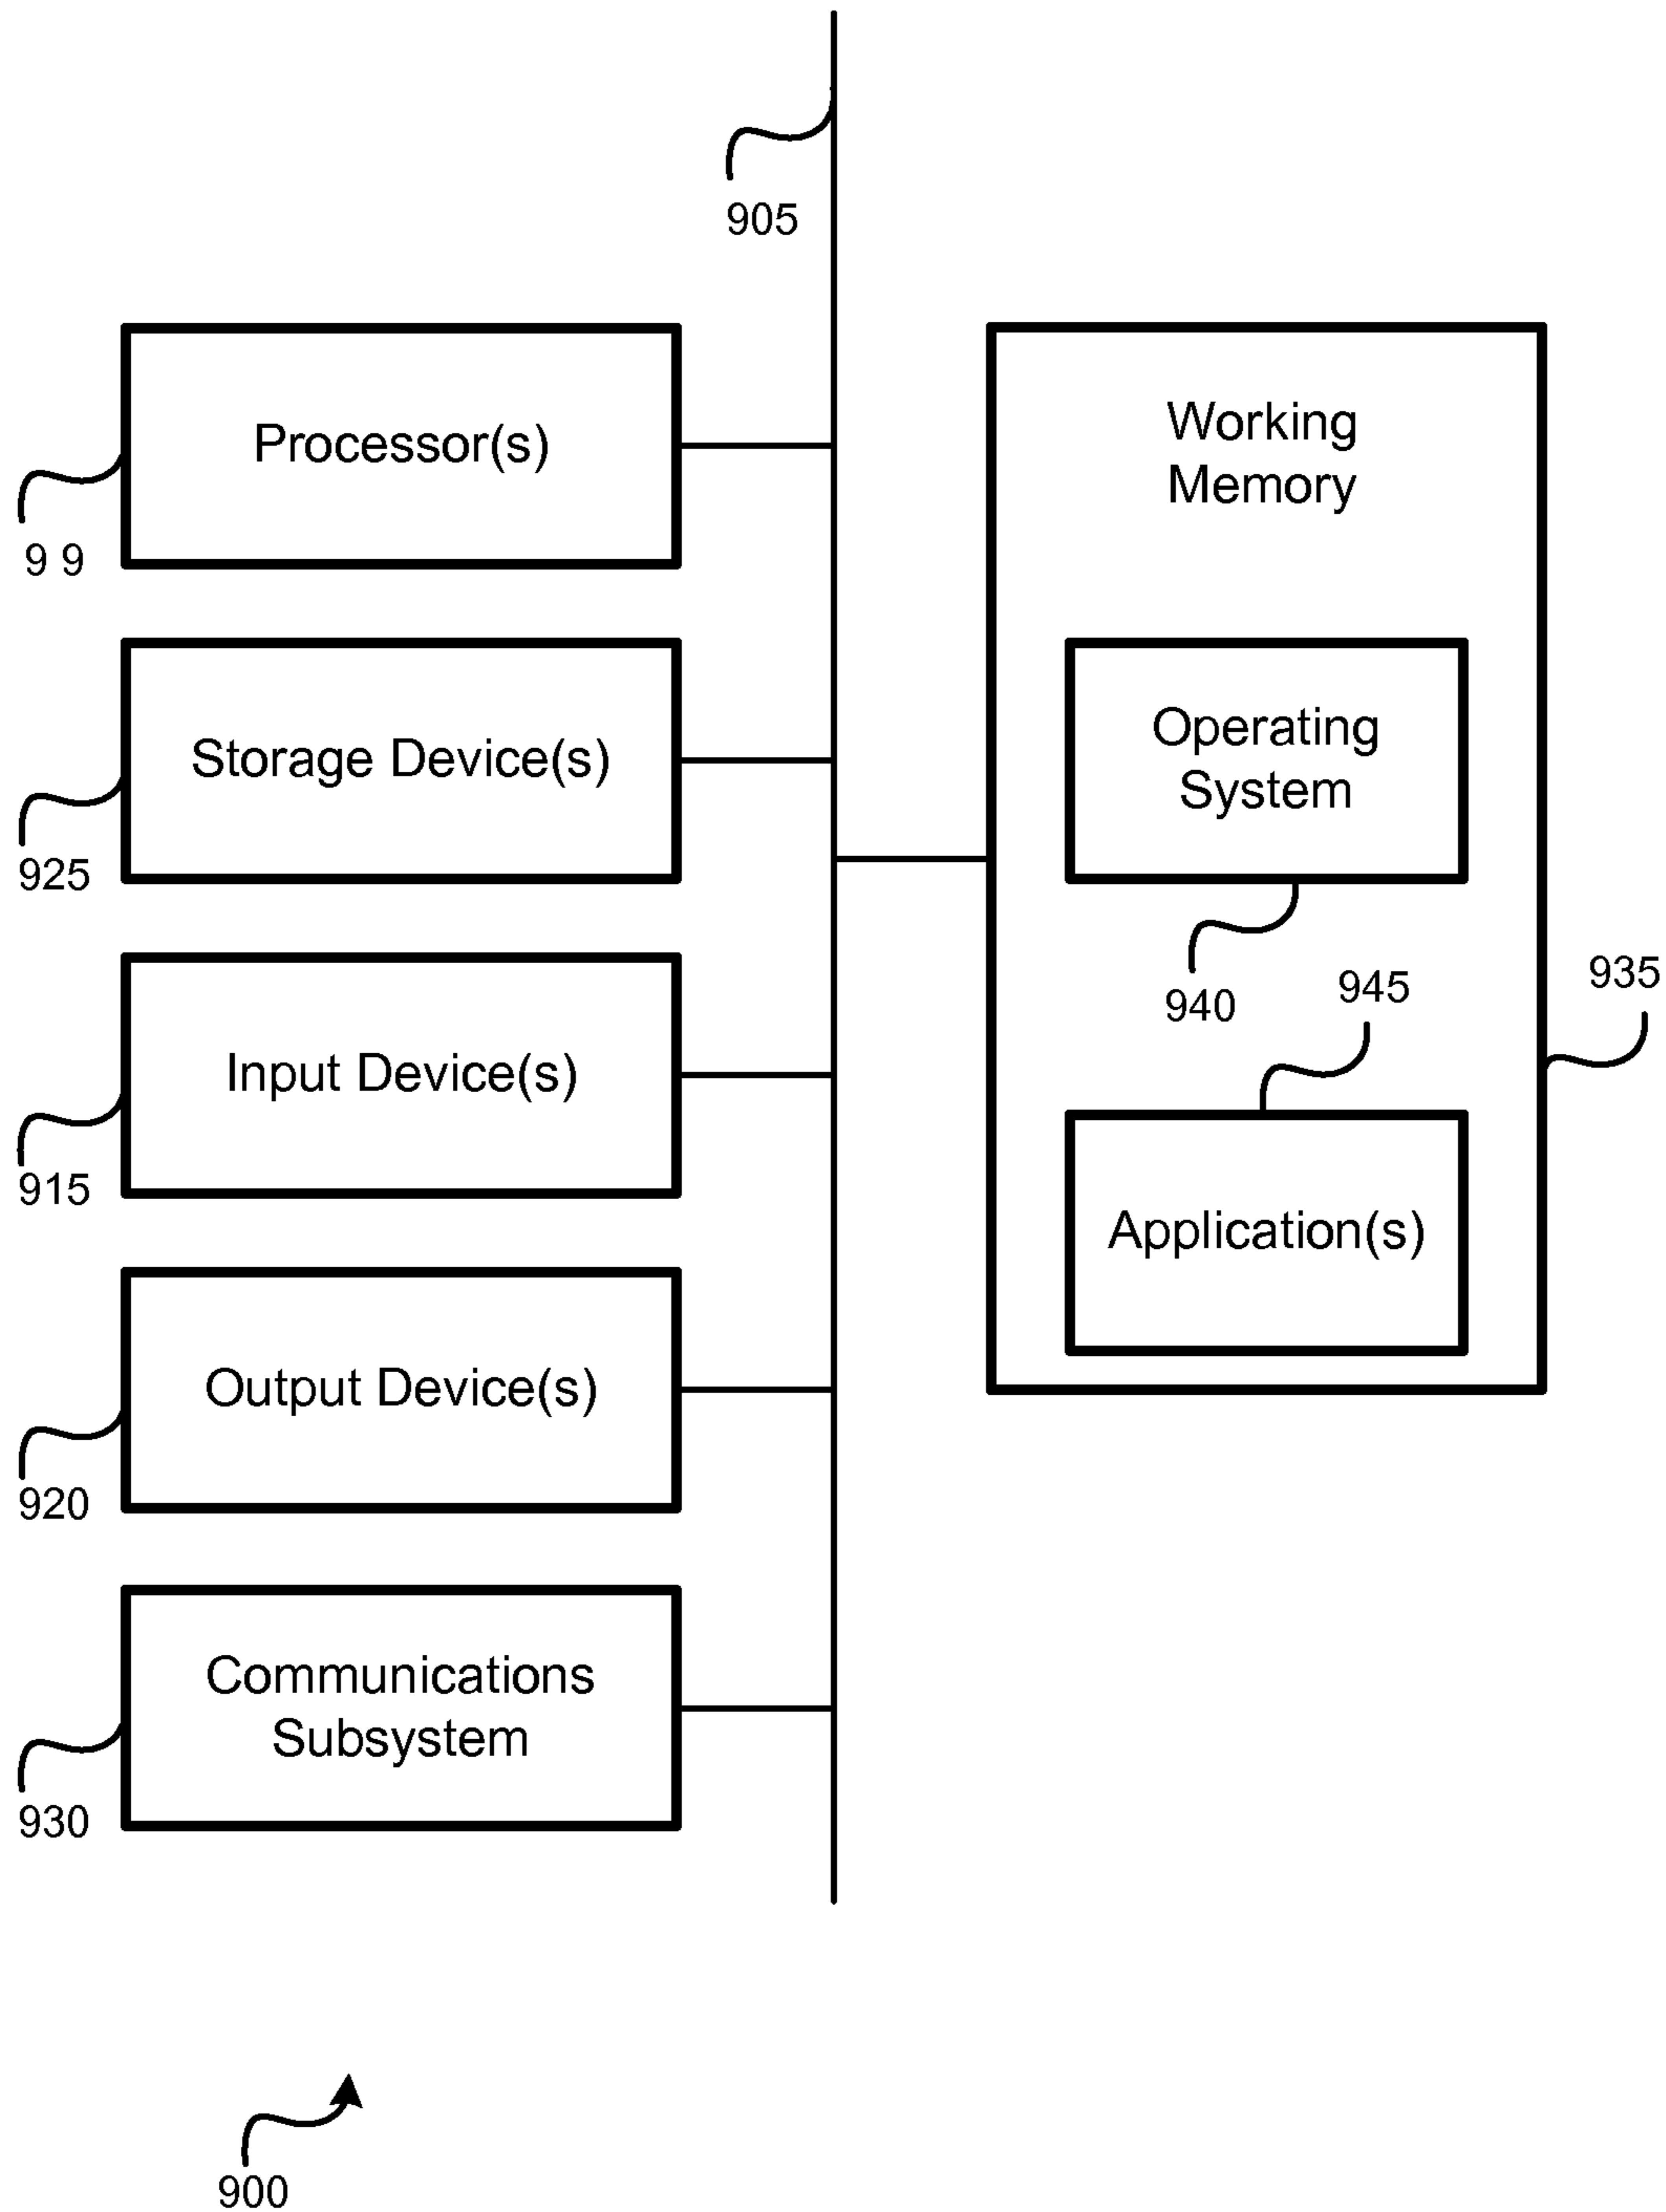 905
Processor(s)
9 9
Storage Device(s)
925
Input Device(s)
915
Output Device(s)
920
Communications
Subsystem
930
Working
Memory
Operating
System
940
945
935
Application(s)
900